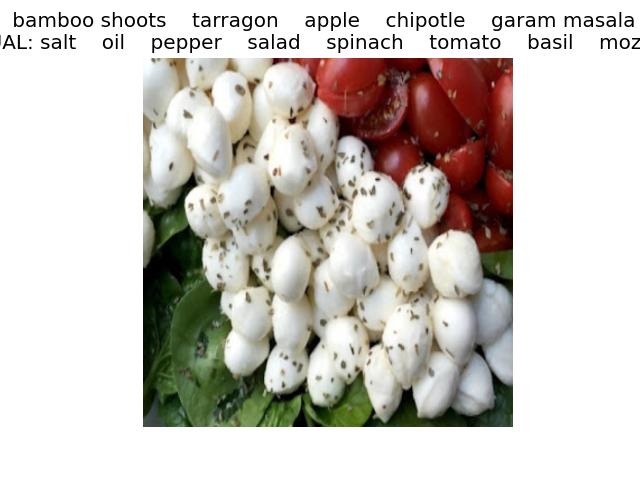 bamboo shoots tarragon apple chipotle garam masala
salt oil pepper salad spinach tomato basil